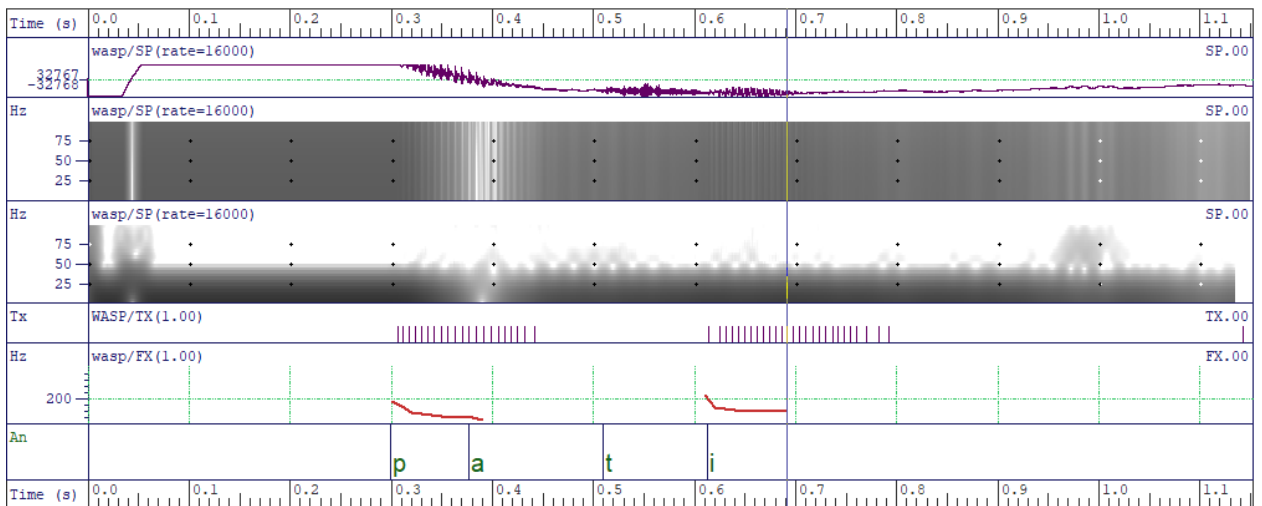 Time (s) 0.0 0.1 0.2 0.3 0.4 0.5 0.6 0.7 0.8 0.9 1.0 1.1
wasp/SP(rate=16000) SP.00
32767
-32768
Hz wasp/SP(rate=16000) SP.00
75
50
25
Hz wasp/SP(rate=16000) SP.00
75
50
25
Tx WASP/TX(1.00) TX.00
Hz wasp/FX(1.00) FX.00
200
An
p a t i
Time (s) 0.0 0.1 0.2 0.3 0.4 0.5 0.6 0.7 0.8 0.9 1.0 1.1